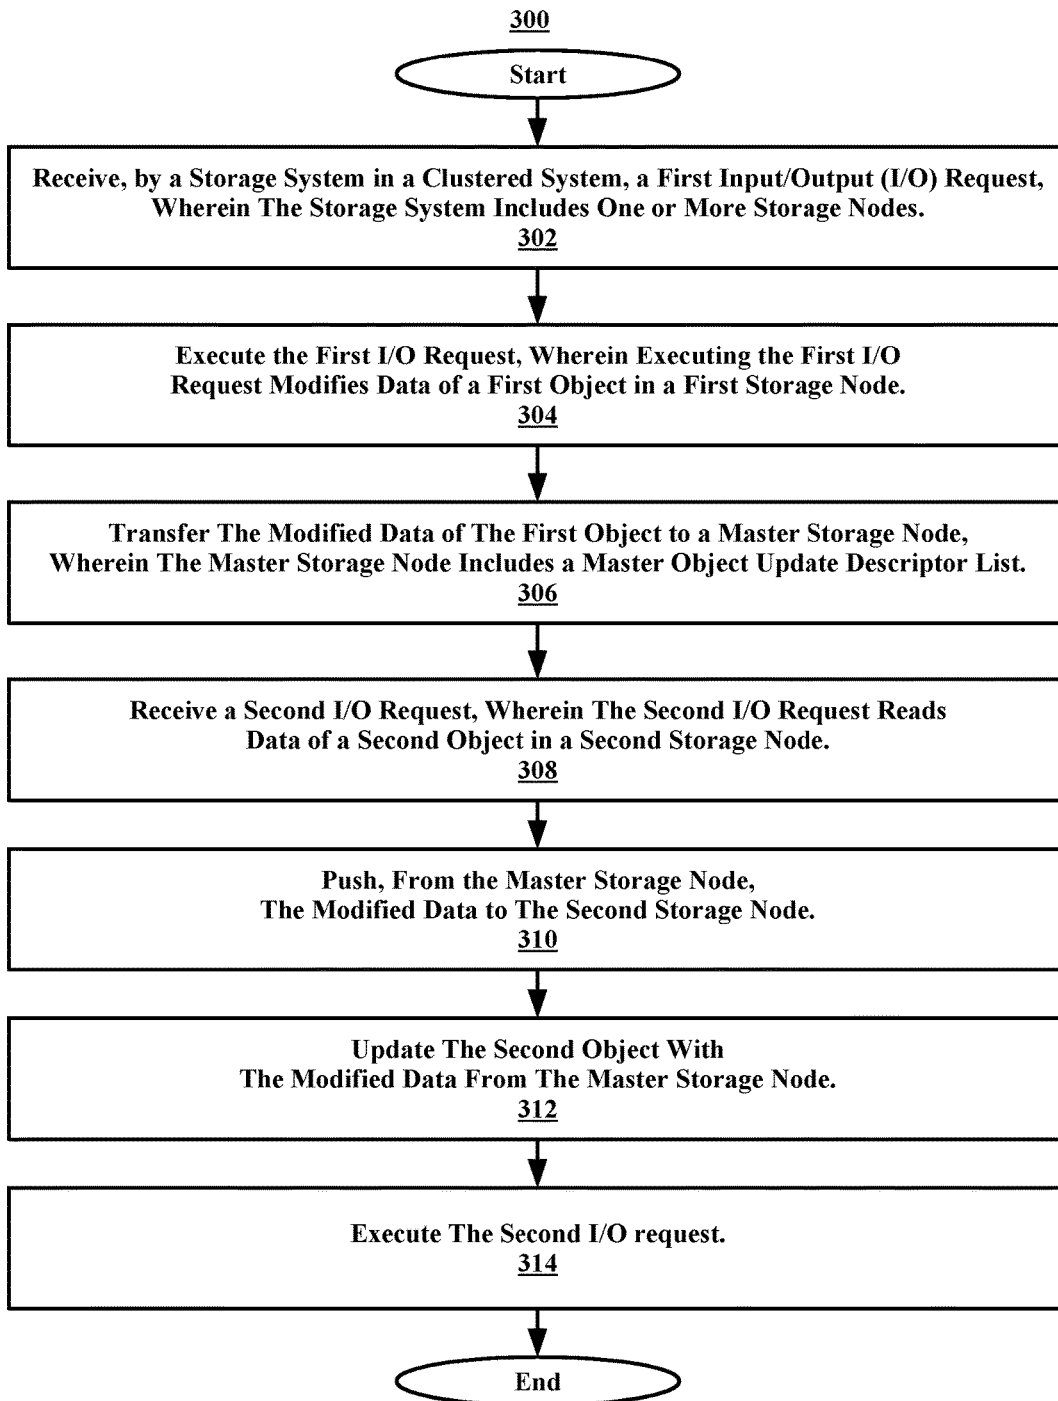 300
Start
Receive, by a Storage System in a Clustered System, a First Input/Output (I/O) Request,
Wherein The Storage System Includes One or More Storage Nodes.
302
Execute the First I/O Request, Wherein Executing the First I/O
Request Modifies Data of a First Object in a First Storage Node.
304
Transfer The Modified Data of The First Object to a Master Storage Node,
Wherein The Master Storage Node Includes a Master Object Update Descriptor List.
306
Receive a Second I/O Request, Wherein The Second I/O Request Reads
Data of a Second Object in a Second Storage Node.
308
Push, From the Master Storage Node,
The Modified Data to The Second Storage Node.
310
Update The Second Object With
The Modified Data From The Master Storage Node.
312
Execute The Second I/O request.
314
End